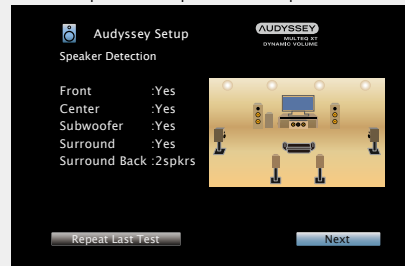 Audyssey Setup
AUDYSSEY
MULTEQ XT
DYNAMIC VOLUME
Speaker Detection
Front :Yes
Center :Yes
Subwoofer :Yes
Surround :Yes
Surround Back :2spkrs
Repeat Last Test
Next